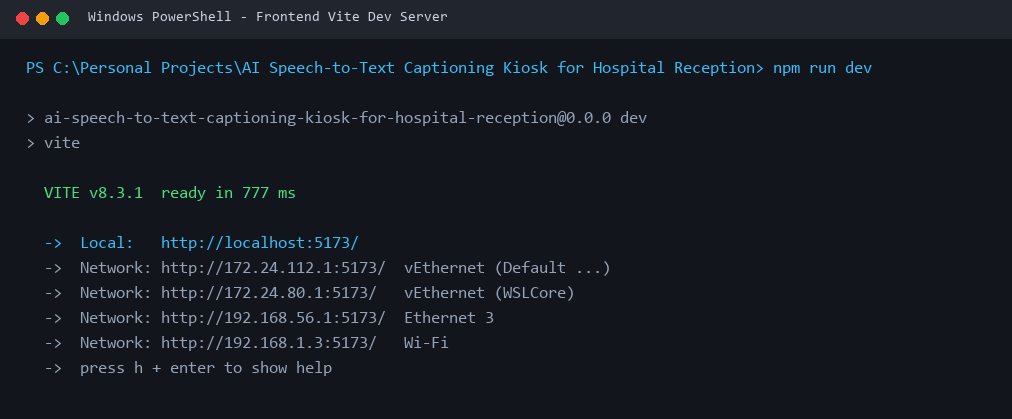 Windows PowerShell - Frontend Vite Dev Server
PS C:\Personal Projects\AI Speech-to-Text Captioning Kiosk for Hospital Reception> npm run dev
> ai-speech-to-text-captioning-kiosk-for-hospital-reception@0.0.0 dev
> vite
VITE v8.3.1  ready in 777 ms
->  Local:   http://localhost:5173/
->  Network: http://172.24.112.1:5173/  vEthernet (Default ...)
->  Network: http://172.24.80.1:5173/   vEthernet (WSLCore)
->  Network: http://192.168.56.1:5173/  Ethernet 3
->  Network: http://192.168.1.3:5173/   Wi-Fi
->  press h + enter to show help